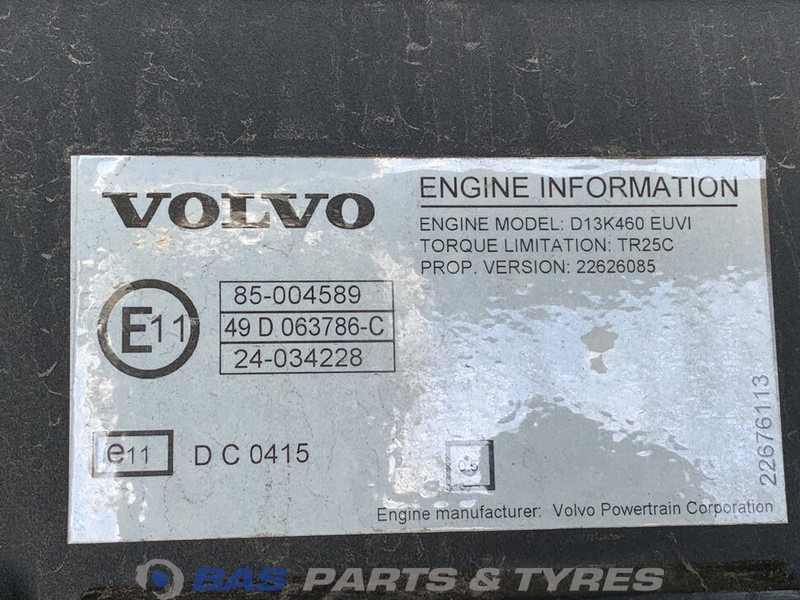 VOLVO
ENGINE INFORMATION
ENGINE MODEL: D13K460 EUVI
TORQUE LIMITATION: TR25C
PROP. VERSION: 22626085
E11
85-004589
49 D 063786-C
24-034228
e11 D C 0415
22676113
Engine manufacturer: Volvo Powertrain Corporation
BAS PARTS & TYRES